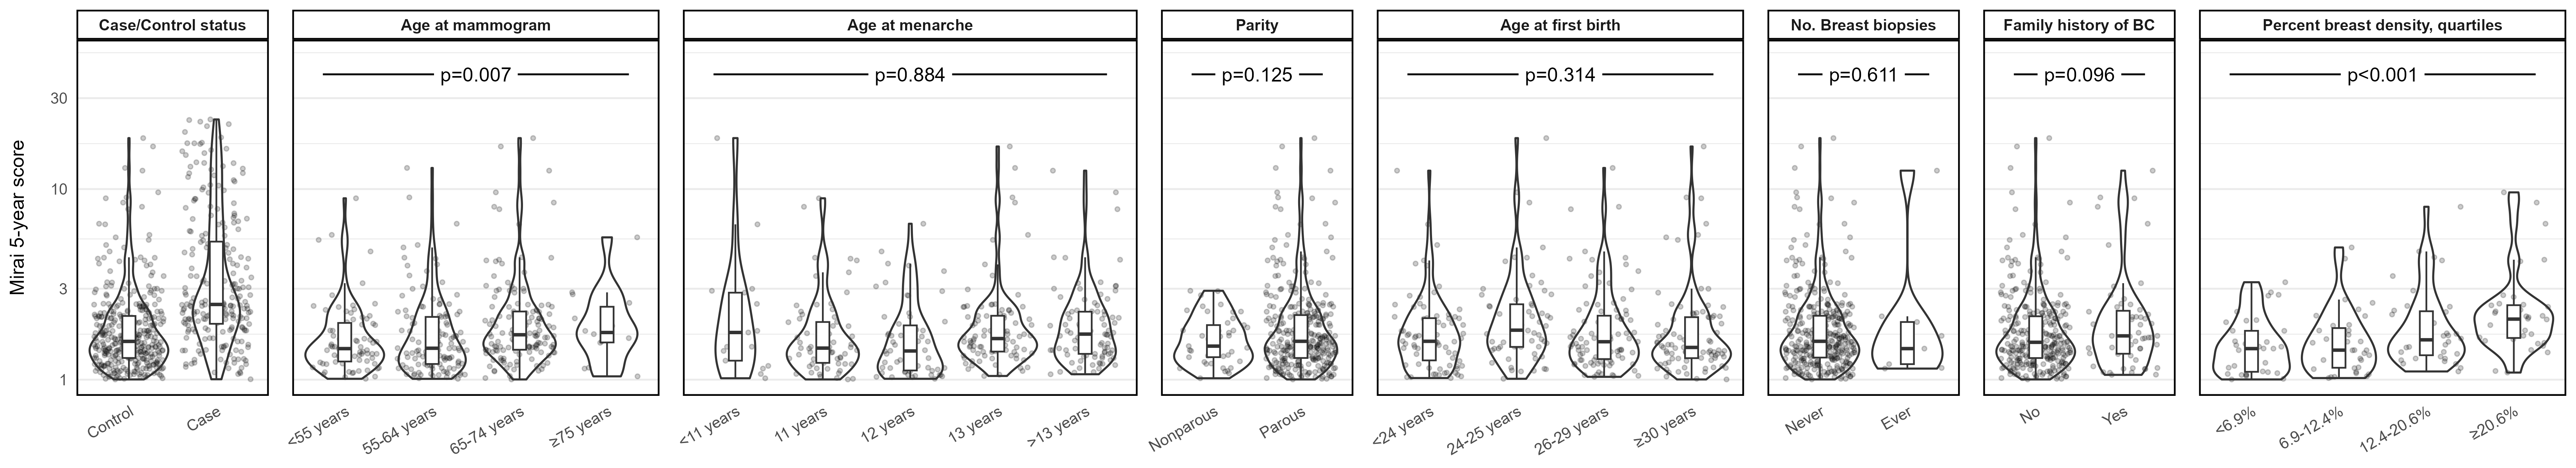 Case/Control status
Age at mammogram
Age at menarche
Parity
Age at first birth
No. Breast biopsies
Family history of BC
Percent breast density, quartiles
p=0.007
p=0.884
p=0.125
p=0.314
p=0.611
p=0.096
p<0.001
Mirai 5-year score
30
10
3
1
Control
Case
<55 years
55-64 years
65-74 years
≥75 years
<11 years
11 years
12 years
13 years
>13 years
Nonparous
Parous
<24 years
24-25 years
26-29 years
≥30 years
Never
Ever
No
Yes
<6.9%
6.9-12.4%
12.4-20.6%
≥20.6%